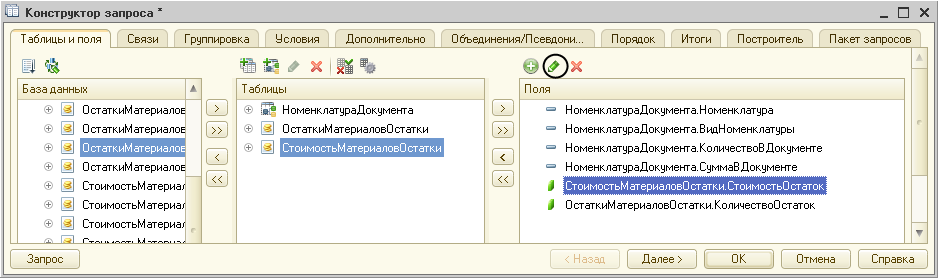 Конструктор запроса *
Таблицы и поля
Связи
Группировка
Условия
Дополнительно
Объединения/Псевдони...
Порядок
Итоги
Построитель
Пакет запросов
База данных
ОстаткиМатериалов
ОстаткиМатериалов
ОстаткиМатериалов
ОстаткиМатериалов
СтоимостьМатериал
СтоимостьМатериал
СтоимостьМатериал
СтоимостьМатериал
>
>>
<
<<
Таблицы
НоменклатураДокумента
ОстаткиМатериаловОстатки
СтоимостьМатериаловОстатки
>
>>
<
<<
Поля
НоменклатураДокумента.Номенклатура
НоменклатураДокумента.ВидНоменклатуры
НоменклатураДокумента.КоличествоВДокументе
НоменклатураДокумента.СуммаВДокументе
СтоимостьМатериаловОстатки.СтоимостьОстаток
ОстаткиМатериаловОстатки.КоличествоОстаток
Запрос
< Назад
Далее >
OK
Отмена
Справка